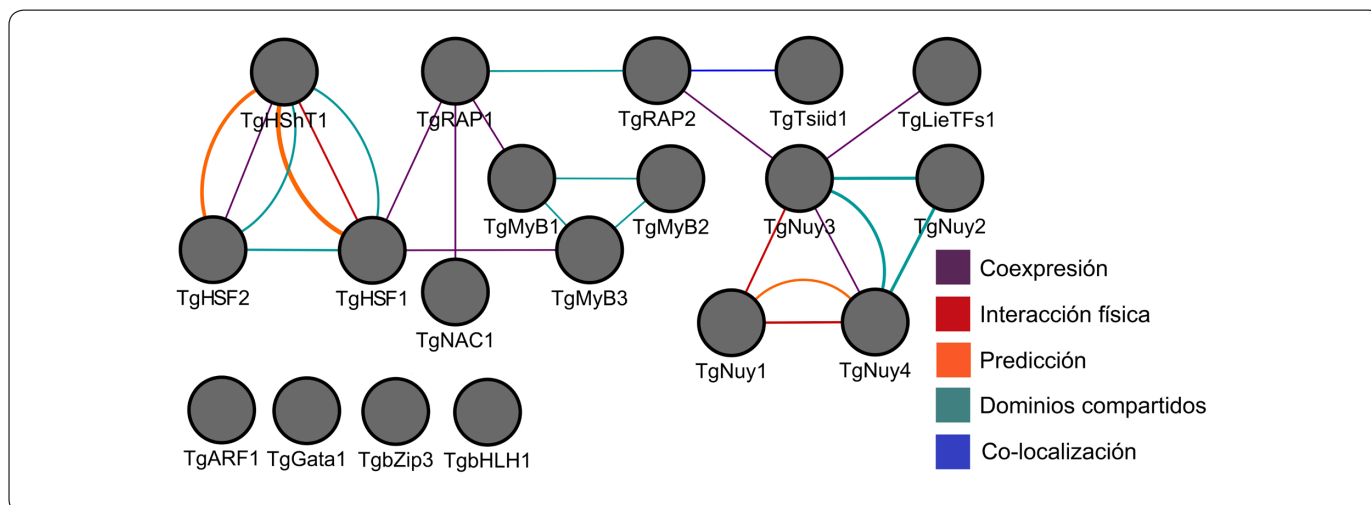 TgHShT1
TgRAP1
TgRAP2
TgTsiid1
TgLieTFs1
TgMyB1
TgMyB2
TgNuy3
TgNuy2
TgHSF2
TgHSF1
TgMyB3
TgNAC1
TgNuy1
TgNuy4
TgARF1
TgGata1
TgbZip3
TgbHLH1
Coexpresión
Interacción física
Predicción
Dominios compartidos
Co-localización